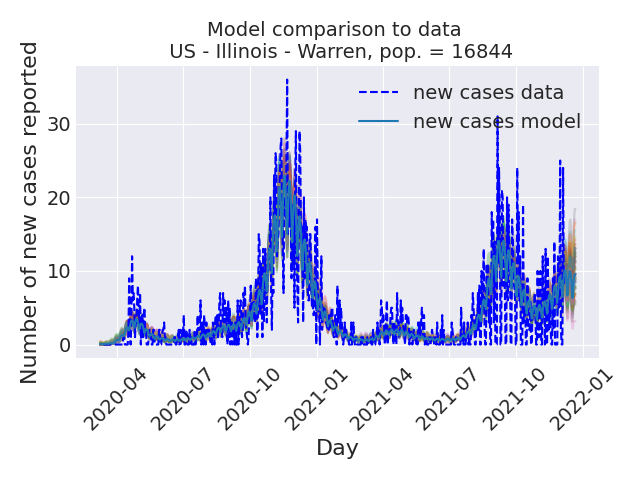 Model comparison to data
US - Illinois - Warren, pop. = 16844
new cases data
new cases model
Number of new cases reported
30
20
10
0
2020-04
2020-07
2020-10
2021-01
2021-04
2021-07
2021-10
2022-01
Day